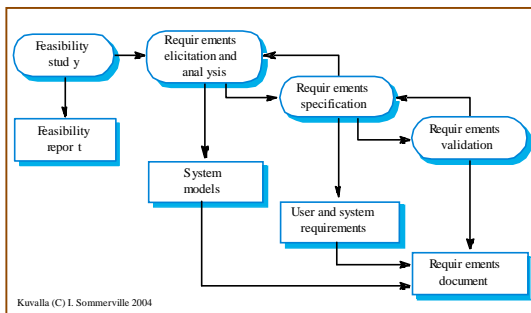 Feasibility
stud y
Requir ements
elicitation and
anal ysis
Requir ements
specification
Requir ements
validation
Feasibility
repor t
System
models
User and system
requirements
Requir ements
document
Kuvalla (C) I. Sommerville 2004